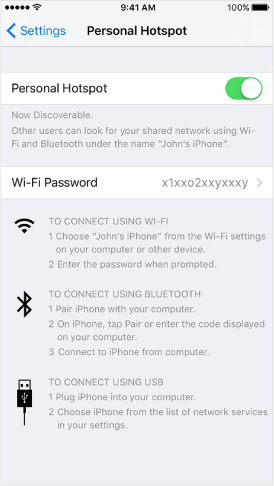 9:41 AM 100%
Settings Personal Hotspot
Personal Hotspot
Now Discoverable.
Other users can look for your shared network using Wi-
Fi and Bluetooth under the name “John's iPhone”.
Wi-Fi Password x1xxo2xxyxxxy
TO CONNECT USING WI-FI
1 Choose “John's iPhone” from the Wi-Fi settings
on your computer or other device.
2 Enter the password when prompted.
TO CONNECT USING BLUETOOTH
1 Pair iPhone with your computer.
2 On iPhone, tap Pair or enter the code displayed
on your computer.
3 Connect to iPhone from computer.
TO CONNECT USING USB
1 Plug iPhone into your computer.
2 Choose iPhone from the list of network services
in your settings.